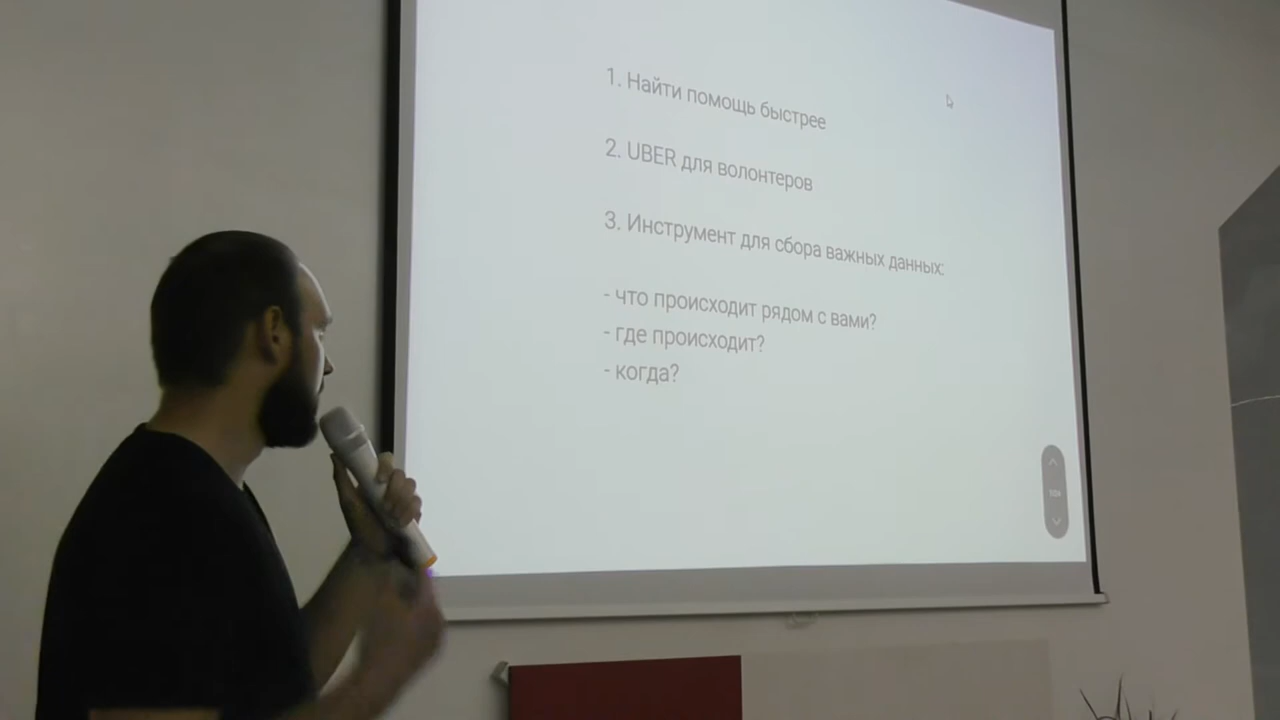 1. Найти помощь быстрее
2. UBER для волонтеров
3. Инструмент для сбора важных данных:
- что происходит рядом с вами?
- где происходит?
- когда?